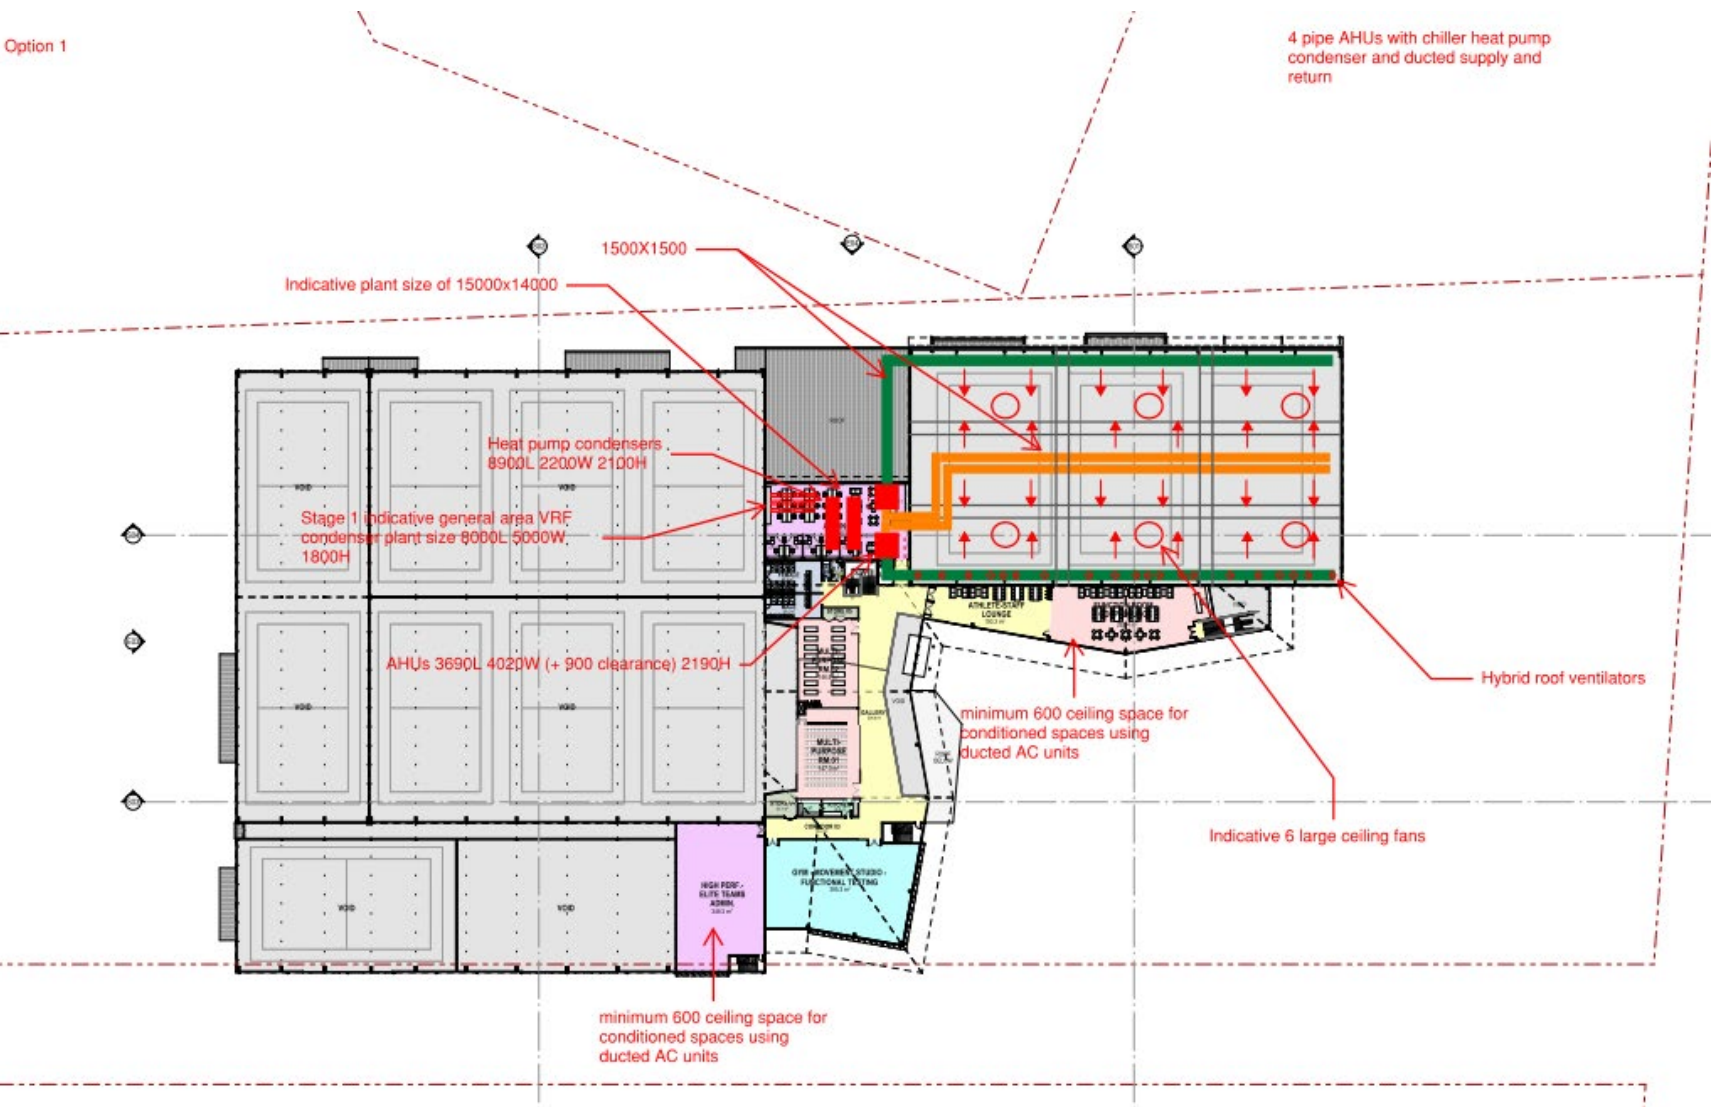 Option 1
4 pipe AHUs with chiller heat pump
condenser and ducted supply and
return
1500X1500
Indicative plant size of 15000x14000
Heat pump condensers
8900L 2200W 2100H
Stage 1 indicative general area VRF
condenser plant size 8000L 5000W
1800H
AHUs 3690L 4020W (+ 900 clearance) 2190H
Hybrid roof ventilators
minimum 600 ceiling space for
conditioned spaces using
ducted AC units
Indicative 6 large ceiling fans
minimum 600 ceiling space for
conditioned spaces using
ducted AC units
VOID
VOID
VOID
VOID
VOID
VOID
VOID
ROOF
ATHLETE-STAFF
LOUNGE
GALLERY
MULTI-
PURPOSE
RM.01
HIGH PERF.-
ELITE TEAMS
ADMIN.
GYM - MOVEMENT STUDIO -
FUNCTIONAL TESTING